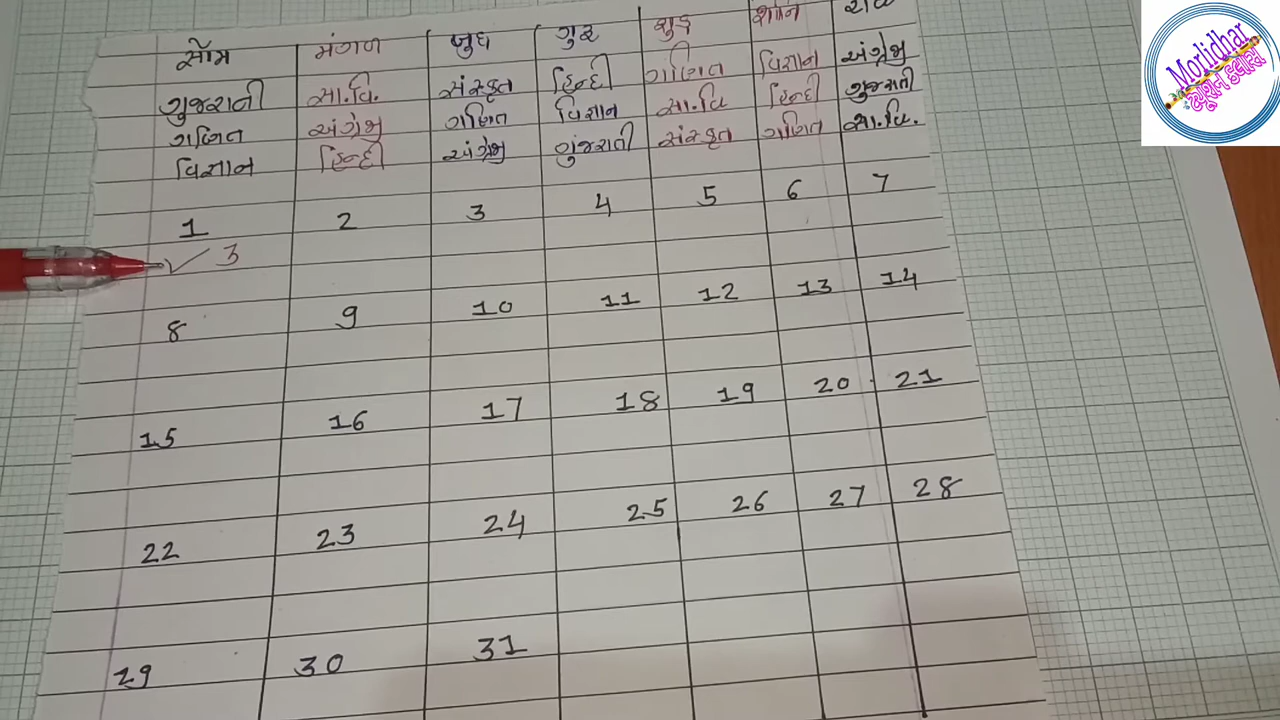 સોમ મંગળ બુધ ગુરૂ શુક્ર શનિ રવિ
ગુજરાતી સા.વિ. સંસ્કૃત હિન્દી ગણિત વિજ્ઞાન અંગ્રેજી
ગણિત અંગ્રેજી ગણિત વિજ્ઞાન સા.વિ હિન્દી ગુજરાતી
વિજ્ઞાન હિન્દી અંગ્રેજી ગુજરાતી સંસ્કૃત ગણિત સા.વિ.
1 2 3 4 5 6 7
✓ 3
8 9 10 11 12 13 14
15 16 17 18 19 20 21
22 23 24 25 26 27 28
29 30 31
Morlidhar
ટ્યૂશન ક્લાસ